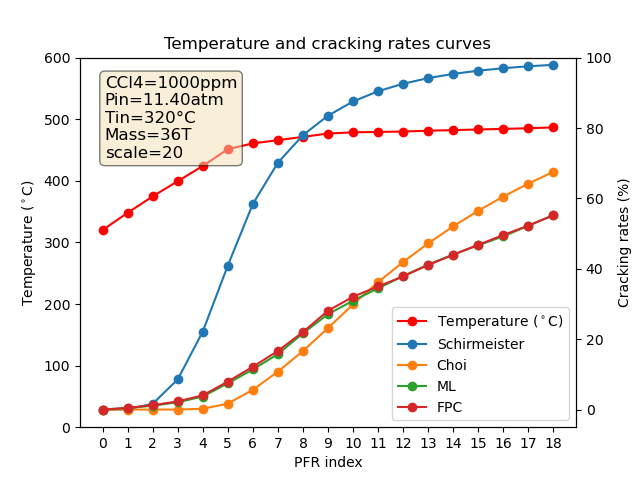 Temperature and cracking rates curves
CCl4=1000ppm
Pin=11.40atm
Tin=320°C
Mass=36T
scale=20
Temperature (°C)
600
500
400
300
200
100
0
Cracking rates (%)
100
80
60
40
20
0
Temperature (°C)
Schirmeister
Choi
ML
FPC
0 1 2 3 4 5 6 7 8 9 10 11 12 13 14 15 16 17 18
PFR index